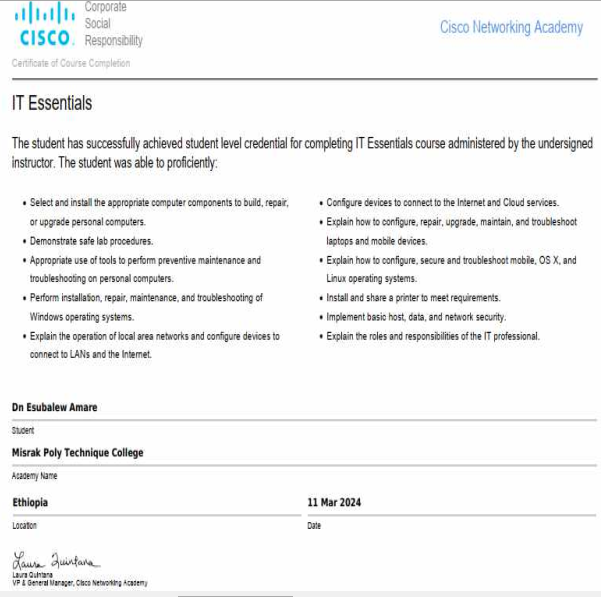 CISCO
Corporate
Social
Responsibility
Cisco Networking Academy
Certificate of Course Completion
IT Essentials
The student has successfully achieved student level credential for completing IT Essentials course administered by the undersigned
instructor. The student was able to proficiently:
• Select and install the appropriate computer components to build, repair,
or upgrade personal computers.
• Demonstrate safe lab procedures.
• Appropriate use of tools to perform preventive maintenance and
troubleshooting on personal computers.
• Perform installation, repair, maintenance, and troubleshooting of
Windows operating systems.
• Explain the operation of local area networks and configure devices to
connect to LANs and the Internet.
• Configure devices to connect to the Internet and Cloud services.
• Explain how to configure, repair, upgrade, maintain, and troubleshoot
laptops and mobile devices.
• Explain how to configure, secure and troubleshoot mobile, OS X, and
Linux operating systems.
• Install and share a printer to meet requirements.
• Implement basic host, data, and network security.
• Explain the roles and responsibilities of the IT professional.
Dn Esubalew Amare
Student
Misrak Poly Technique College
Academy Name
Ethiopia
Location
11 Mar 2024
Date
Laura Quintana
Laura Quintana
VP & General Manager, Cisco Networking Academy